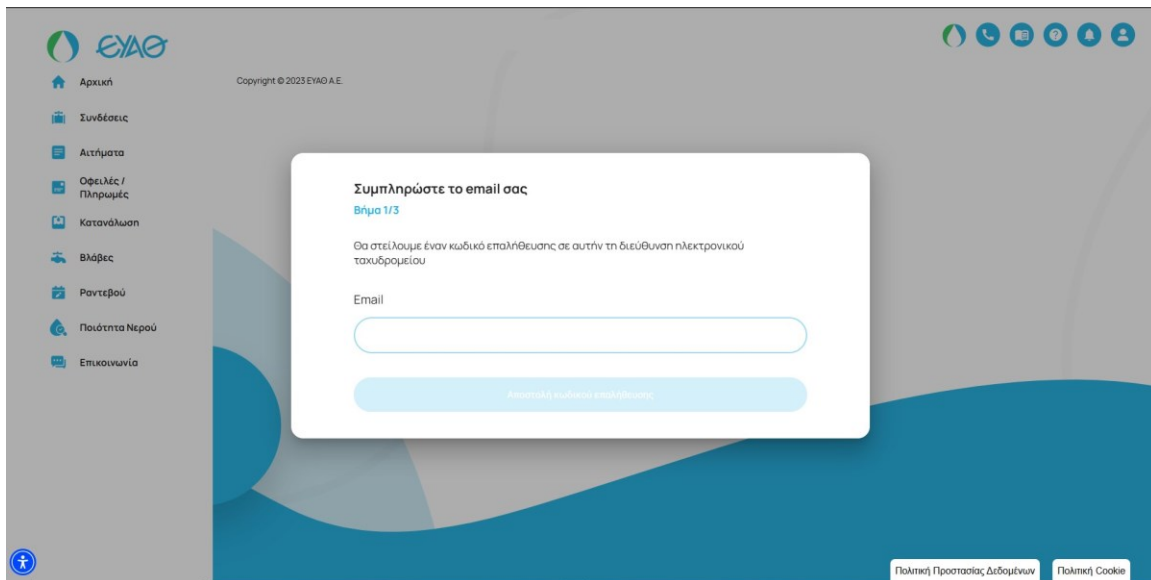 ΕΥΑΘ
Αρχική
Copyright © 2023 ΕΥΑΘ Α.Ε.
Συνδέσεις
Αιτήματα
Οφειλές /
Πληρωμές
Κατανάλωση
Βλάβες
Ραντεβού
Ποιότητα Νερού
Επικοινωνία
Συμπληρώστε το email σας
Βήμα 1/3
Θα στείλουμε έναν κωδικό επαλήθευσης σε αυτήν τη διεύθυνση ηλεκτρονικού
ταχυδρομείου
Email
Αποστολή κωδικού επαλήθευσης
Πολιτική Προστασίας Δεδομένων
Πολιτική Cookie